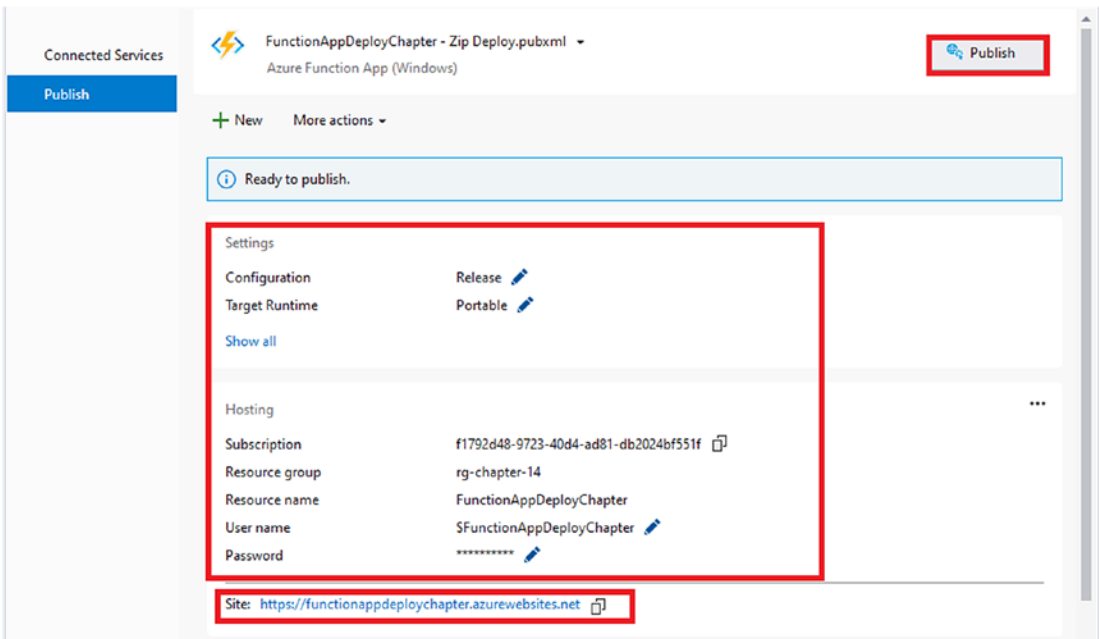 Connected Services
Publish
FunctionAppDeployChapter - Zip Deploy.pubxml
Azure Function App (Windows)
Publish
New More actions
Ready to publish.
Settings
Configuration Release
Target Runtime Portable
Show all
Hosting
...
Subscription f1792d48-9723-40d4-ad81-db2024bf551f
Resource group rg-chapter-14
Resource name FunctionAppDeployChapter
User name $FunctionAppDeployChapter
Password **********
Site: https://functionappdeploychapter.azurewebsites.net